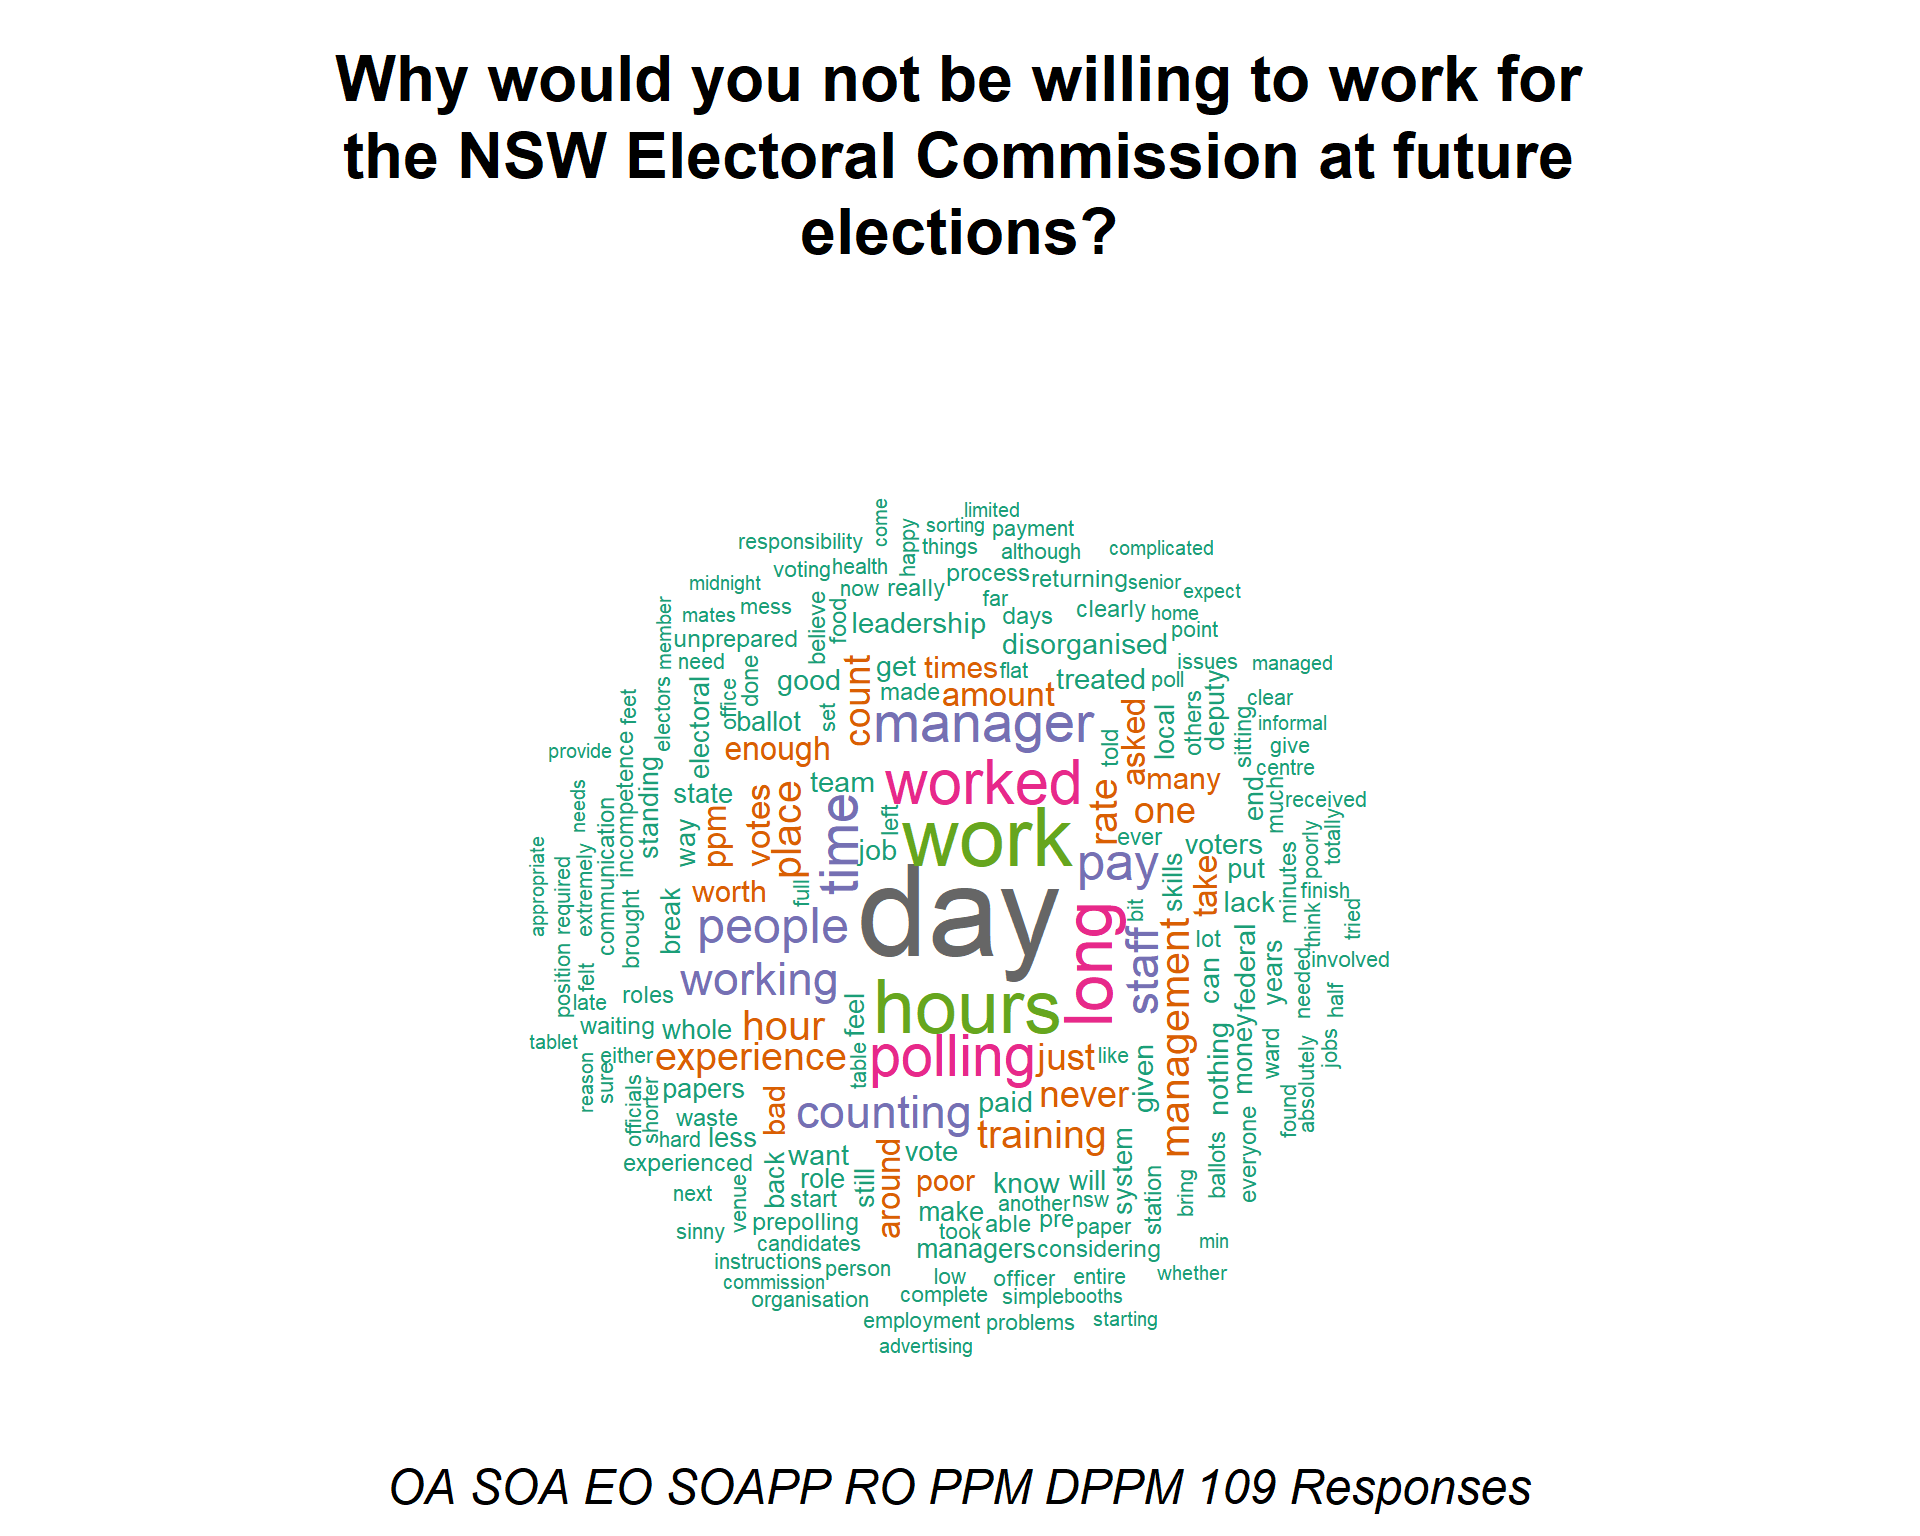 Why would you not be willing to work for
the NSW Electoral Commission at future
elections?
limited
come
sorting
payment
happy
responsibility
things
although
complicated
voting
health
process
returning
senior
midnight
now
really
expect
far
mates
mess
believe
food
leadership
days
clearly
home
member
unprepared
disorganised
point
need
done
count
get
times
flat
treated
poll
issues
managed
electors
electoral
office
good
made
amount
deputy
clear
feet
ballot
set
manager
told
asked
local
others
sitting
informal
provide
incompetence
enough
give
standing
team
worked
many
centre
needs
state
time
left
rate
one
end
much
received
communication
way
ppm
votes
place
job
work
ever
voters
poorly
totally
appropriate
required
extremely
worth
full
pay
skills
take
put
minutes
finish
brought
break
people
day
long
bit
lack
think
tried
position
felt
working
staff
management
lot
can
federal
years
needed
involved
late
roles
feel
hours
half
tablet
waiting
whole
hour
money
reason
sure
either
experience
table
polling
just
like
given
nothing
ward
jobs
officials
shorter
papers
bad
counting
paid
never
found
absolutely
waste
hard
less
training
experienced
back
want
around
vote
system
ballots
everyone
next
venue
role
still
poor
know
will
start
another
nsw
station
bring
sinny
prepolling
make
took
able
pre
paper
candidates
managers
considering
min
instructions
person
commission
low
officer
entire
whether
organisation
complete
simple
booths
employment
problems
starting
advertising
OA SOA EO SOAPP RO PPM DPPM 109 Responses